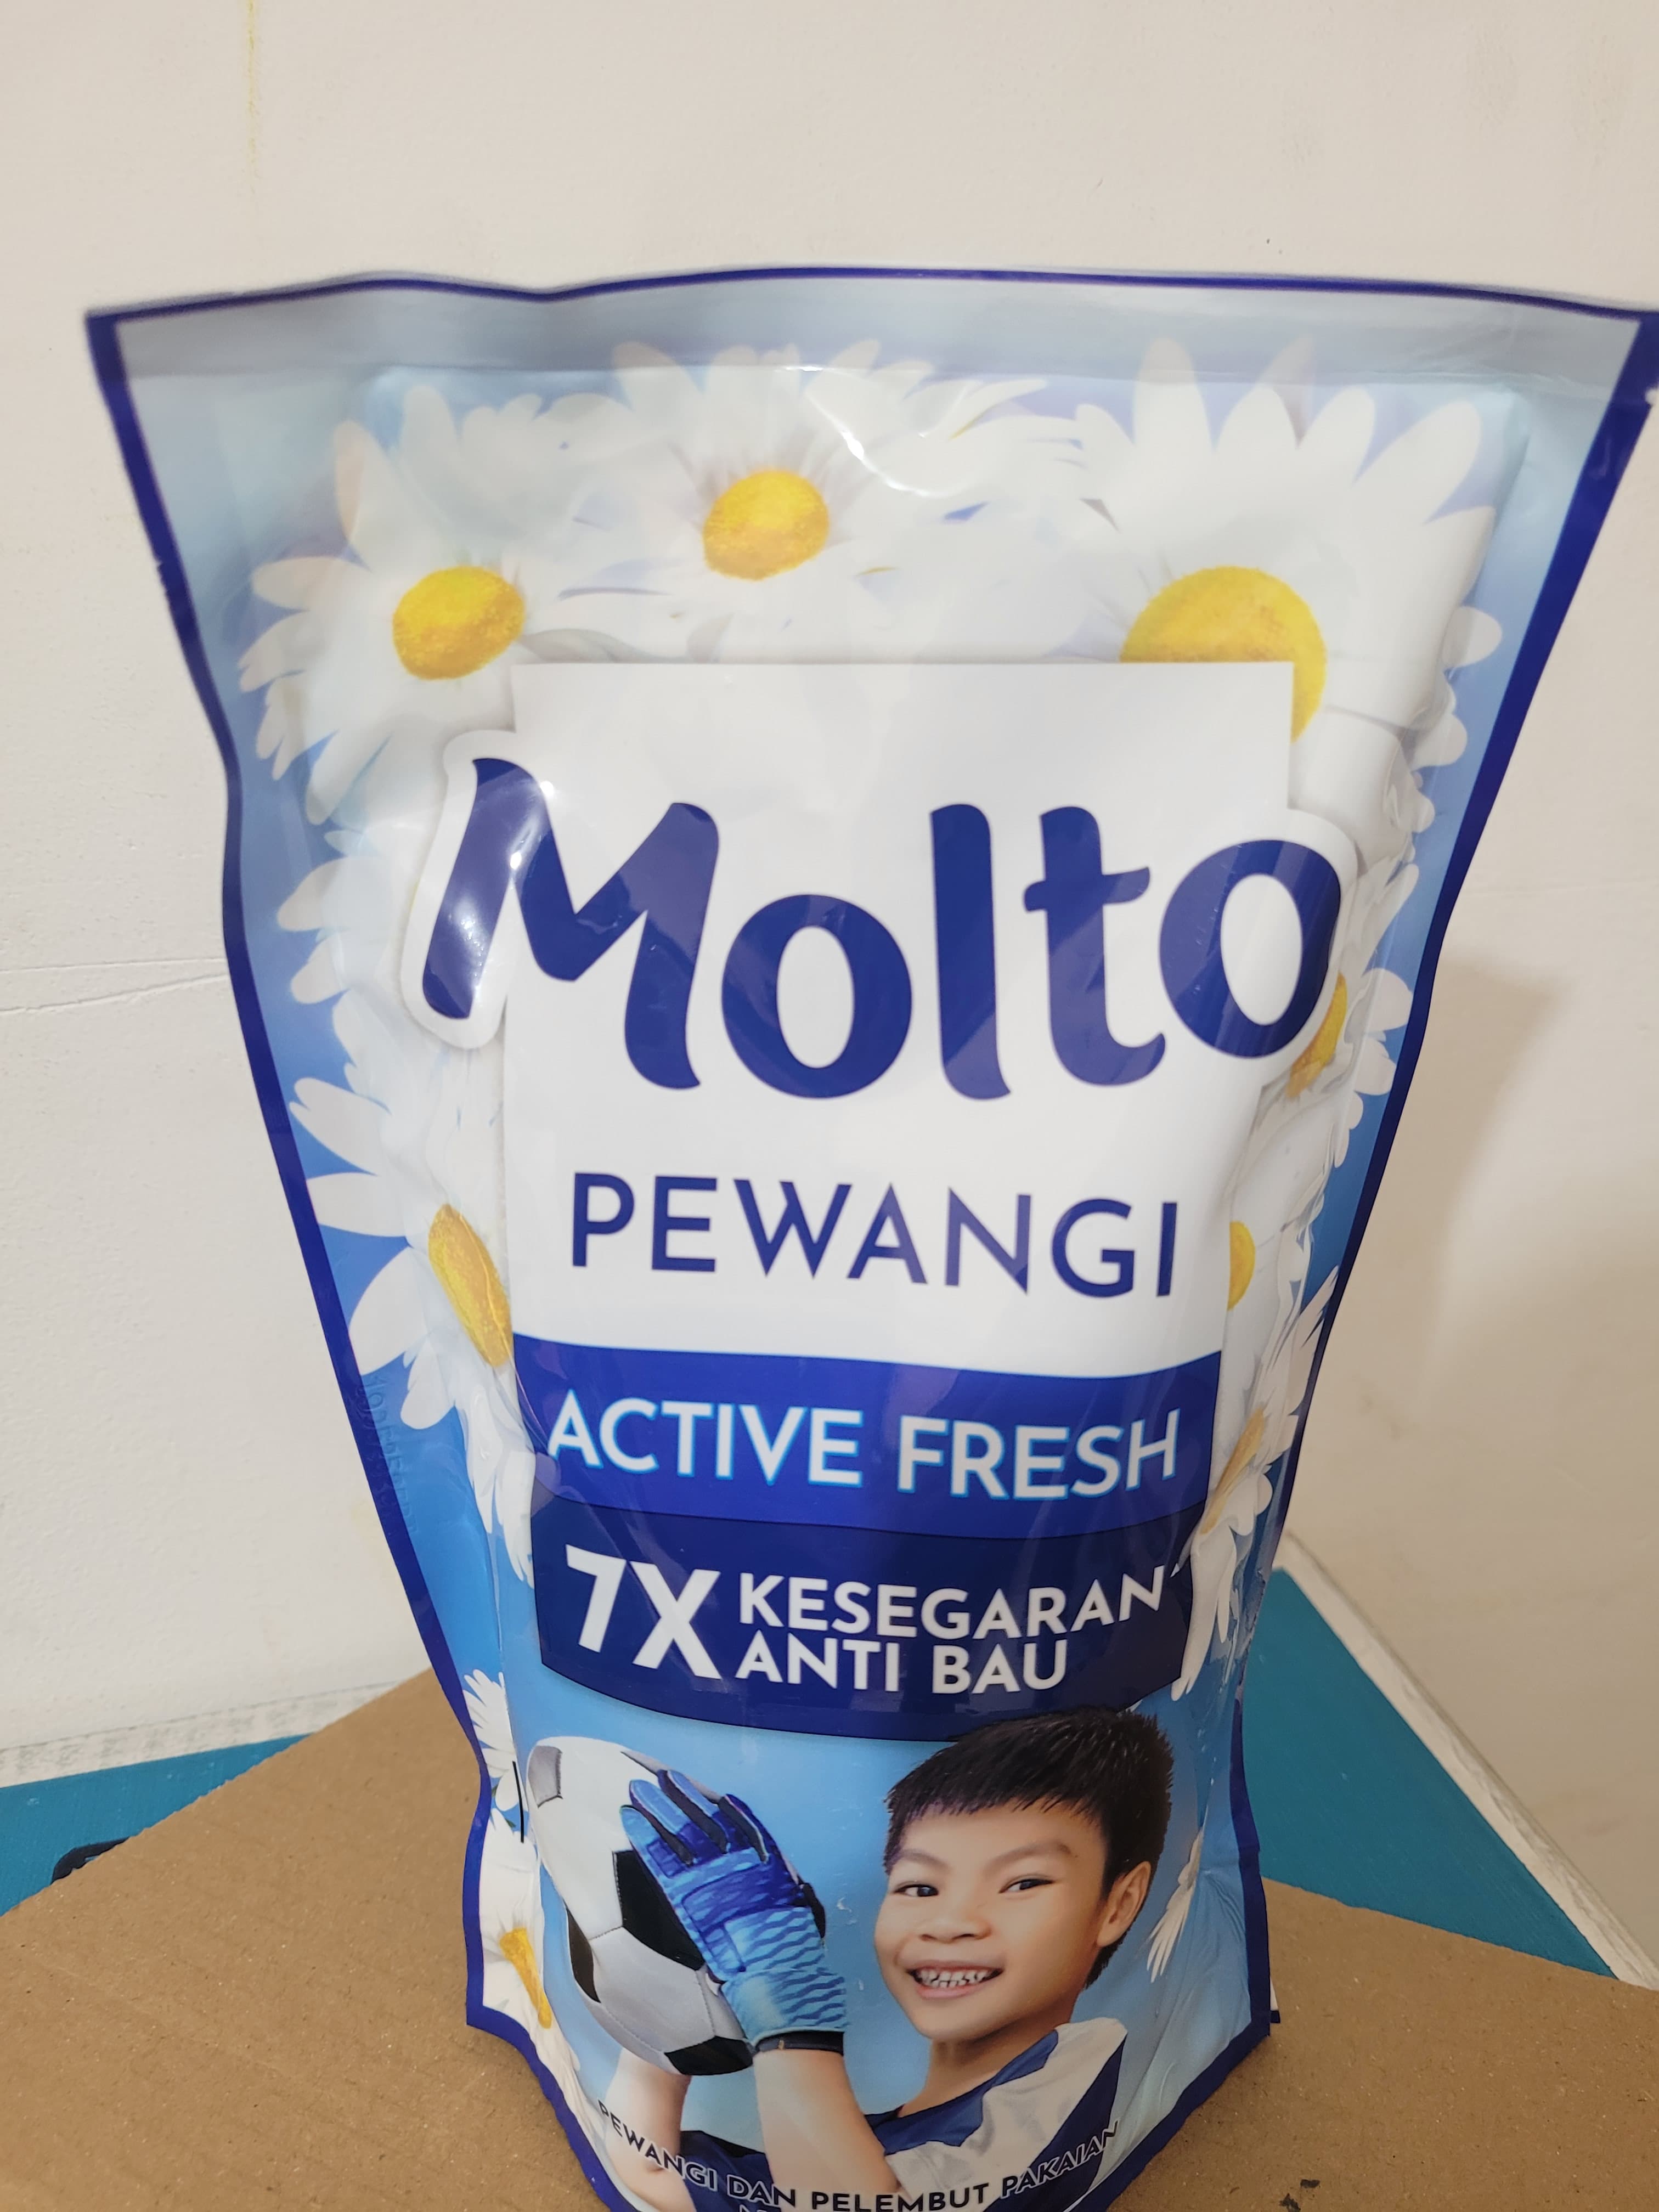 Molto
PEWANGI
ACTIVE FRESH
7X KESEGARAN
ANTI BAU
PEWANGI DAN PELEMBUT PAKAIAN